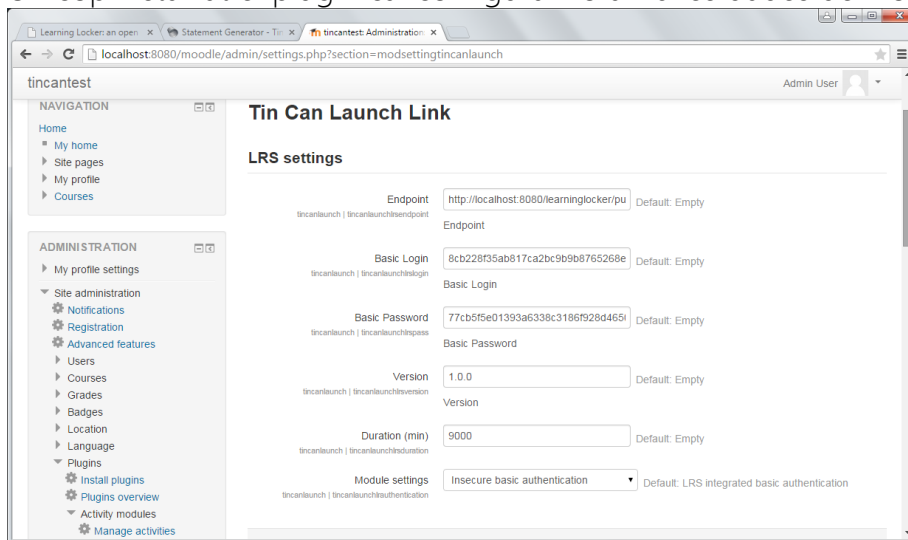 Learning Locker: an open
Statement Generator - Tin
tincantest: Administration:
localhost:8080/moodle/admin/settings.php?section=modsettingtincanlaunch
tincantest
Admin User
NAVIGATION
Home
My home
Site pages
My profile
Courses
ADMINISTRATION
My profile settings
Site administration
Notifications
Registration
Advanced features
Users
Courses
Grades
Badges
Location
Language
Plugins
Install plugins
Plugins overview
Activity modules
Manage activities
Tin Can Launch Link
LRS settings
Endpoint
http://localhost:8080/learninglocker/pu
Default: Empty
tincanlaunch | tincanlaunchlrsendpoint
Endpoint
Basic Login
8cb228f35ab817ca2bc9b9b8765268e
Default: Empty
tincanlaunch | tincanlaunchlrslogin
Basic Login
Basic Password
77cb5f5e01393a6338c3186f928d465(
Default: Empty
tincanlaunch | tincanlaunchlrspass
Basic Password
Version
1.0.0
Default: Empty
tincanlaunch | tincanlaunchlrsversion
Version
Duration (min)
9000
Default: Empty
tincanlaunch | tincanlaunchlrsduration
Module settings
Insecure basic authentication
Default: LRS integrated basic authentication
tincanlaunch | tincanlaunchlrsauthentication